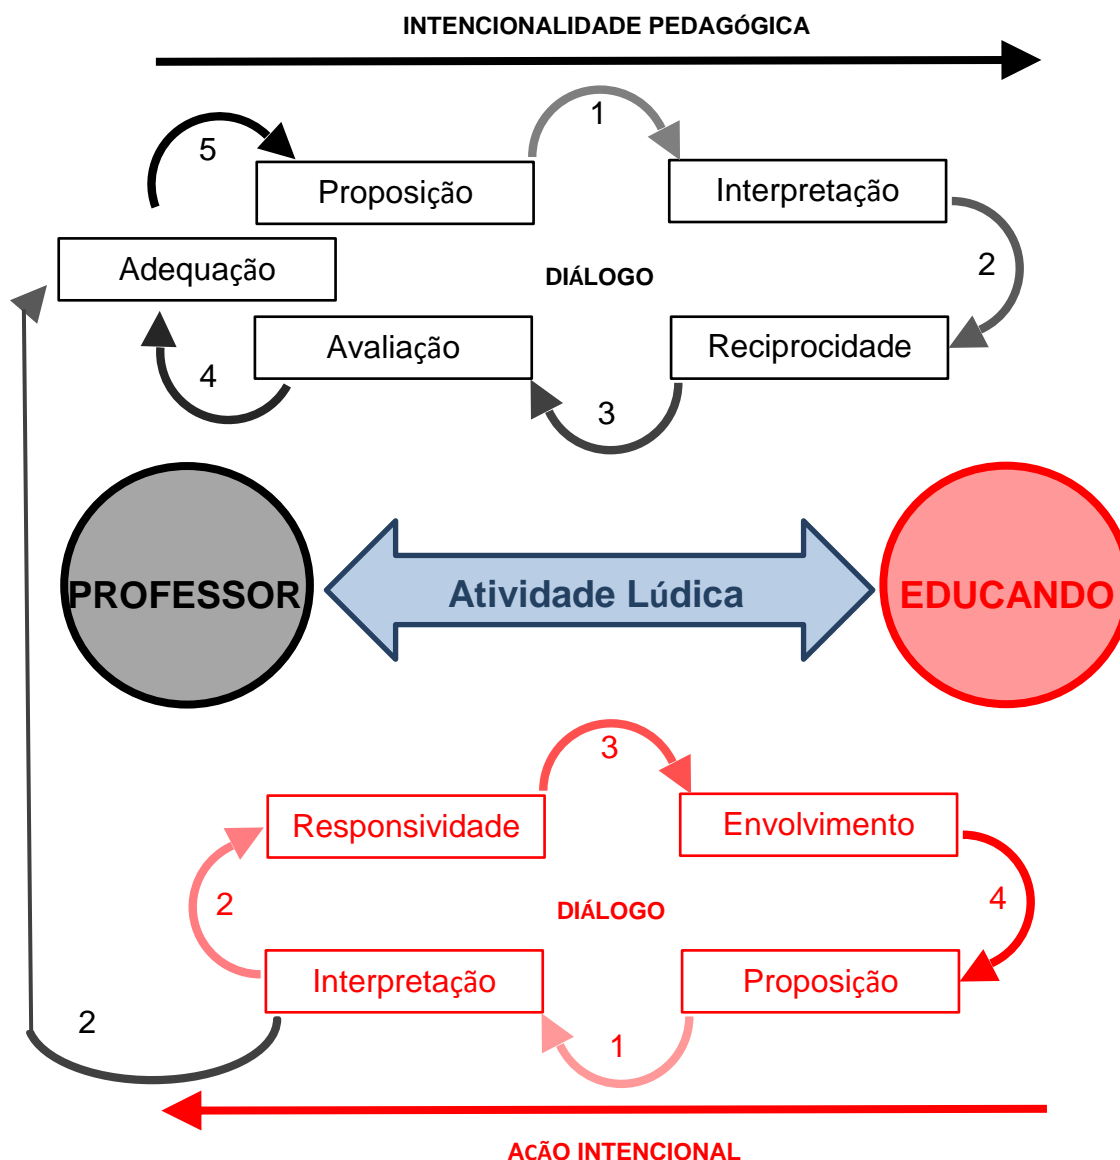 INTENCIONALIDADE PEDAGÓGICA
1
5
Proposição
Interpretação
2
Adequação
DIÁLOGO
Avaliação
Reciprocidade
4
3
PROFESSOR
Atividade Lúdica
EDUCANDO
3
Responsividade
Envolvimento
2
DIÁLOGO
4
Interpretação
Proposição
2
1
AÇÃO INTENCIONAL